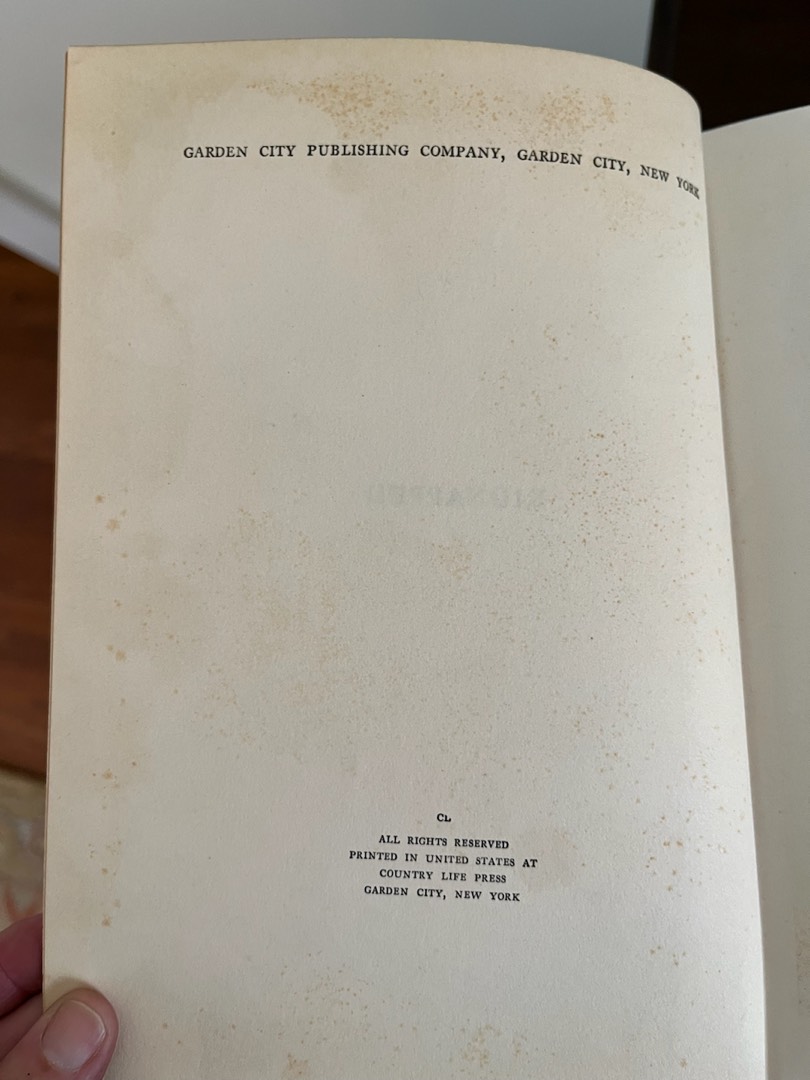 GARDEN CITY PUBLISHING COMPANY, GARDEN CITY, NEW YORK
KIDNAPPED
CL
ALL RIGHTS RESERVED
PRINTED IN UNITED STATES AT
COUNTRY LIFE PRESS
GARDEN CITY, NEW YORK